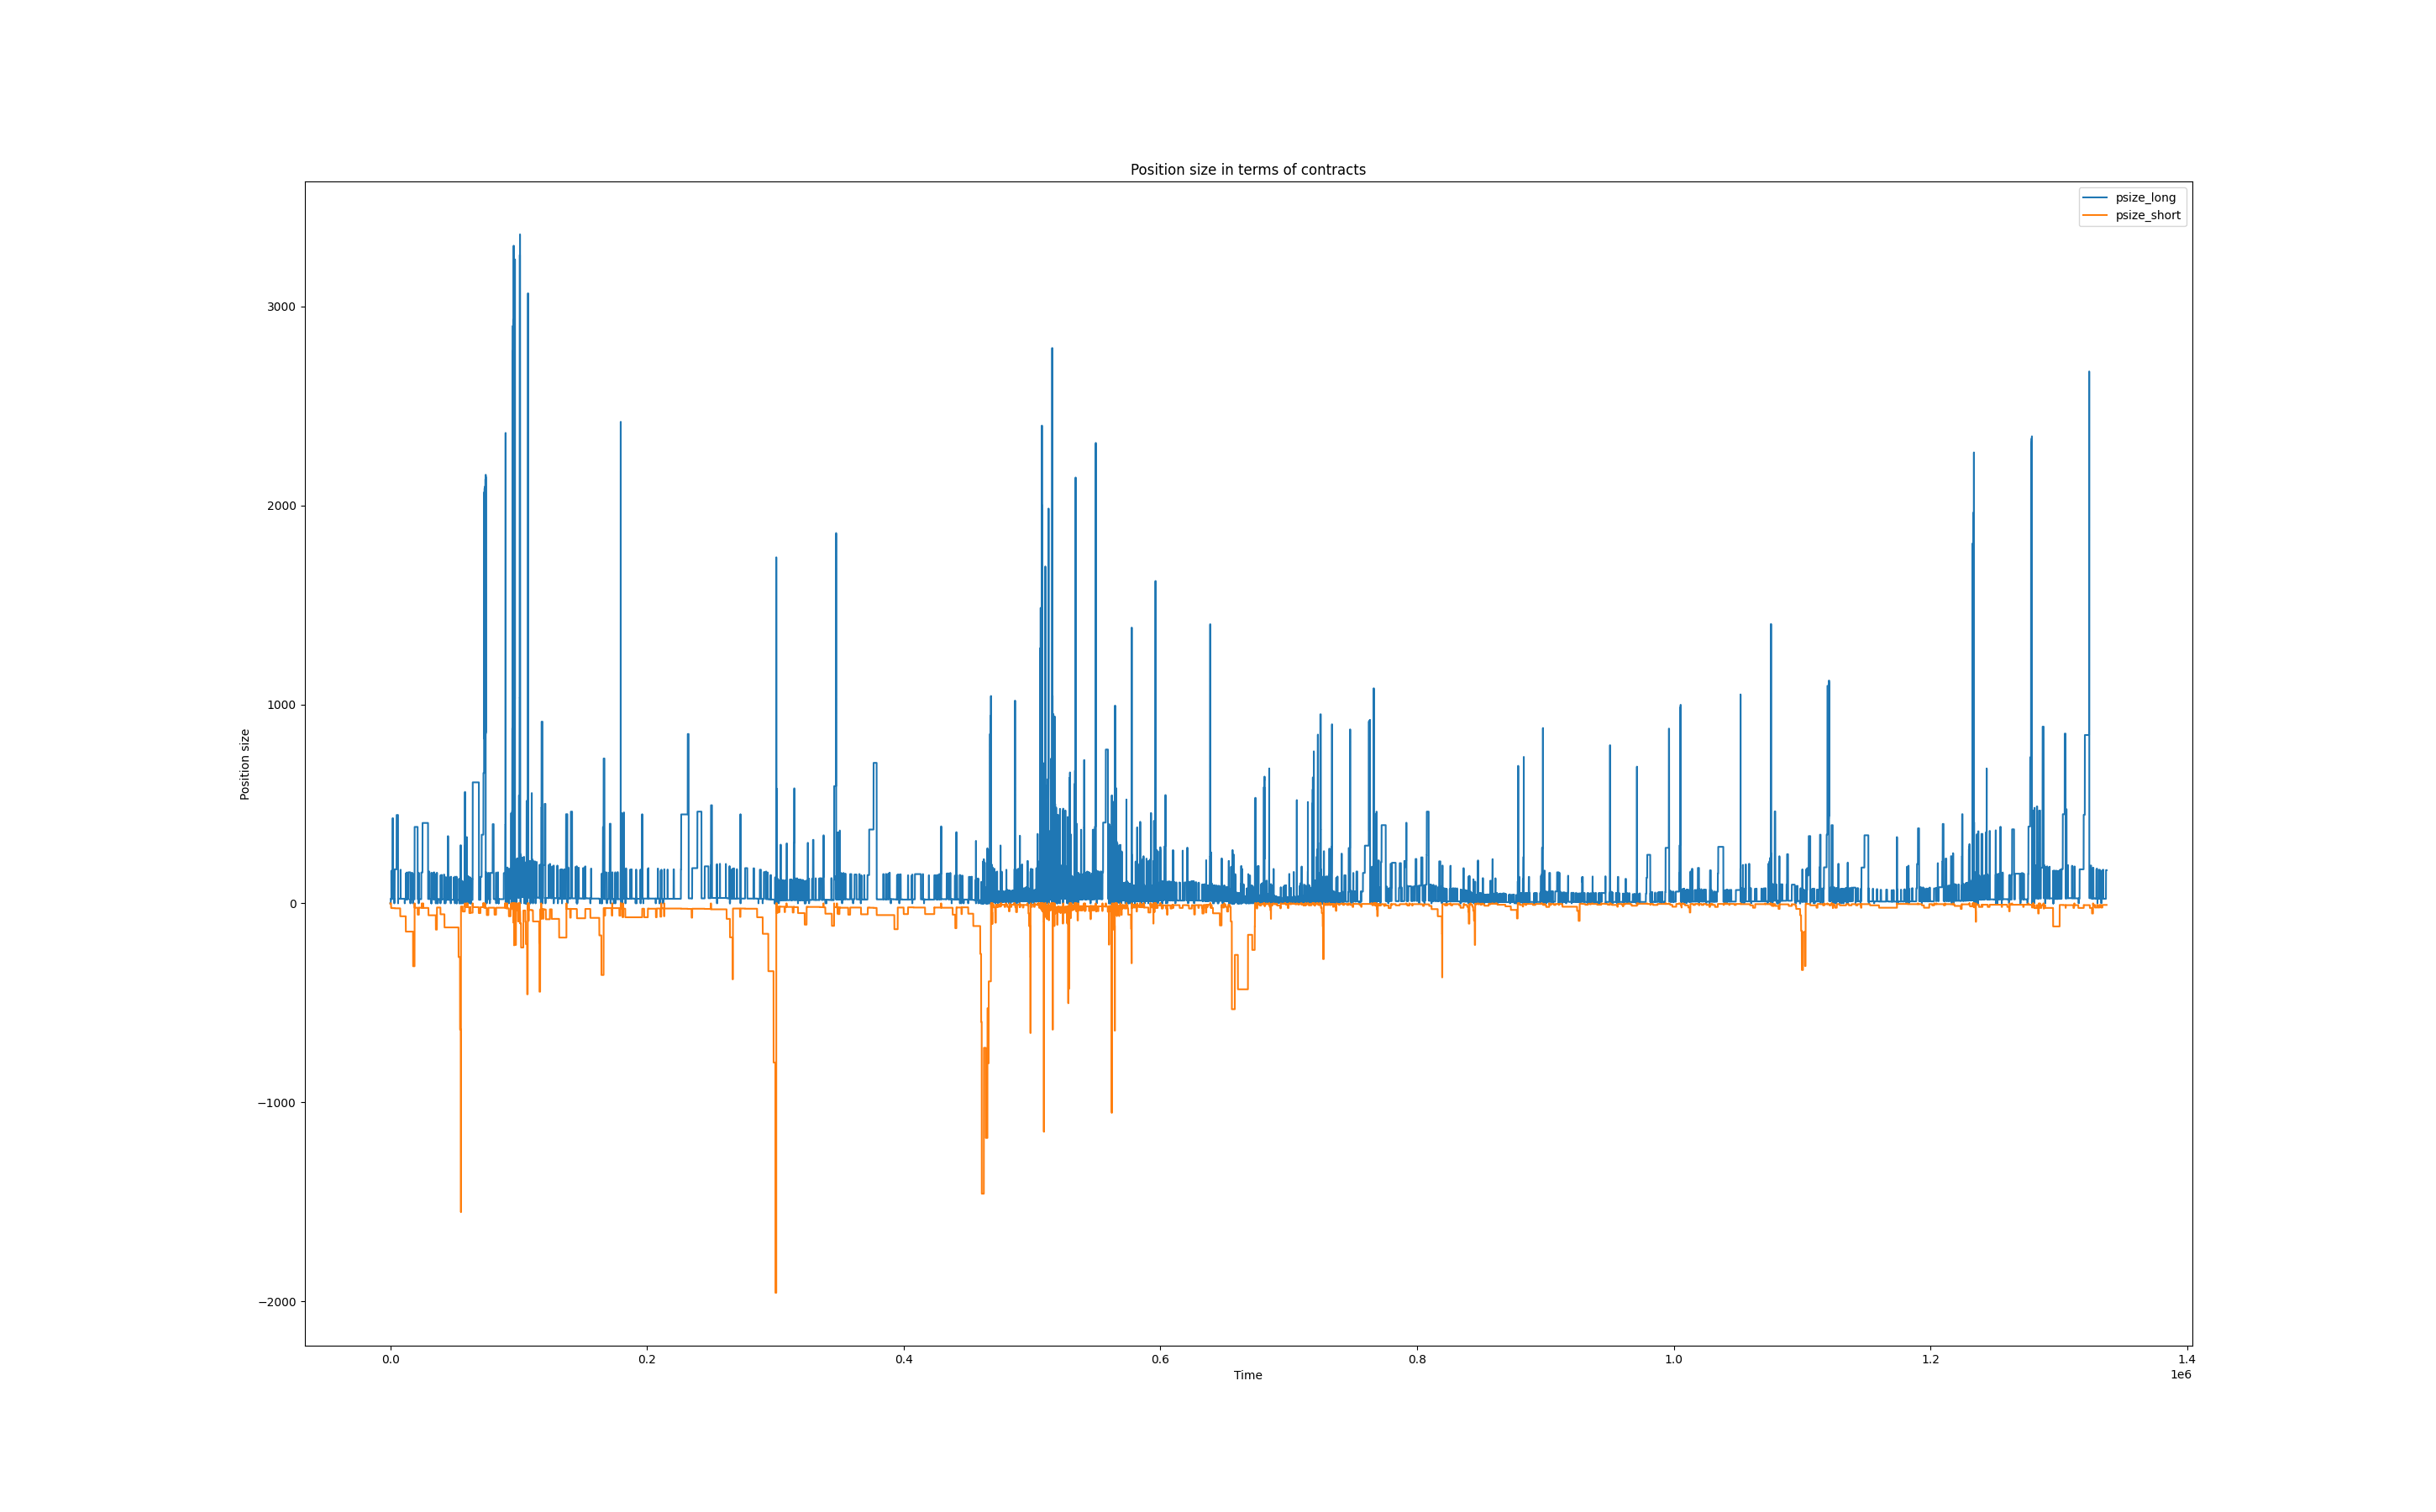 Position size in terms of contracts
psize_long
psize_short
3000
2000
1000
0
−1000
−2000
Position size
0.0 0.2 0.4 0.6 0.8 1.0 1.2 1.4
Time
1e6